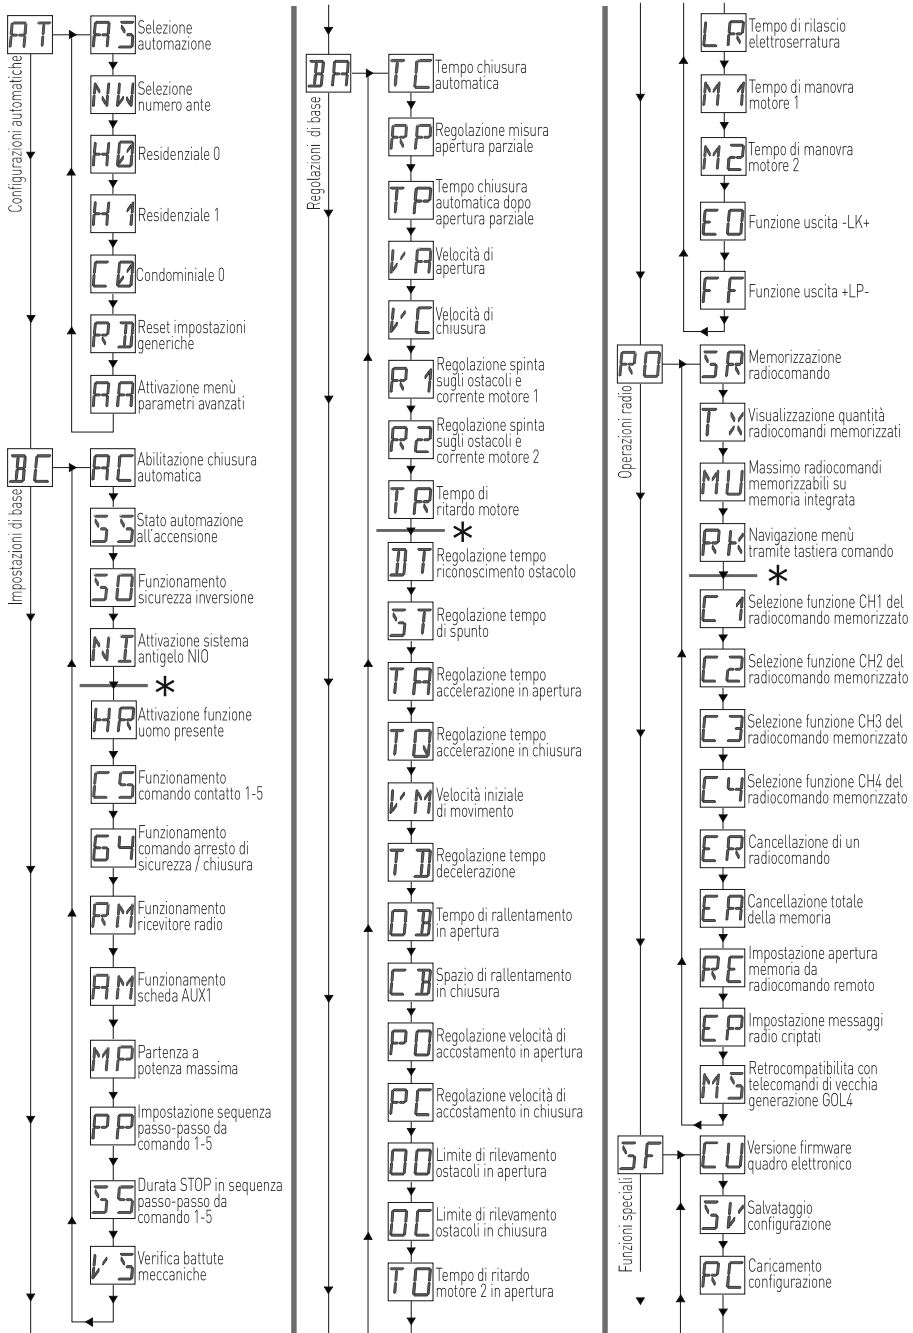 AT
Configurazioni automatiche
AS
Selezione
automazione
NW
Selezione
numero ante
H0
Residenziale 0
H1
Residenziale 1
C0
Condominiale 0
RD
Reset impostazioni
generiche
AA
Attivazione menù
parametri avanzati
BC
Impostazioni di base
AC
Abilitazione chiusura
automatica
SS
Stato automazione
all'accensione
SO
Funzionamento
sicurezza inversione
NI
Attivazione sistema
antigelo NIO
*
HR
Attivazione funzione
uomo presente
CS
Funzionamento
comando contatto 1-5
64
Funzionamento
comando arresto di
sicurezza / chiusura
RM
Funzionamento
ricevitore radio
AM
Funzionamento
scheda AUX1
MP
Partenza a
potenza massima
PP
Impostazione sequenza
passo-passo da
comando 1-5
S5
Durata STOP in sequenza
passo-passo da
comando 1-5
VS
Verifica battute
meccaniche
BA
Regolazioni di base
TC
Tempo chiusura
automatica
RP
Regolazione misura
apertura parziale
TP
Tempo chiusura
automatica dopo
apertura parziale
VA
Velocità di
apertura
VC
Velocità di
chiusura
R1
Regolazione spinta
sugli ostacoli e
corrente motore 1
R2
Regolazione spinta
sugli ostacoli e
corrente motore 2
TR
Tempo di
ritardo motore
*
DT
Regolazione tempo
riconoscimento ostacolo
ST
Regolazione tempo
di spunto
TA
Regolazione tempo
accelerazione in apertura
TQ
Regolazione tempo
accelerazione in chiusura
VM
Velocità iniziale
di movimento
TD
Regolazione tempo
decelerazione
OB
Tempo di rallentamento
in apertura
CB
Spazio di rallentamento
in chiusura
PO
Regolazione velocità di
accostamento in apertura
PC
Regolazione velocità di
accostamento in chiusura
OO
Limite di rilevamento
ostacoli in apertura
OC
Limite di rilevamento
ostacoli in chiusura
TO
Tempo di ritardo
motore 2 in apertura
LR
Tempo di rilascio
elettroserratura
M1
Tempo di manovra
motore 1
M2
Tempo di manovra
motore 2
EO
Funzione uscita -LK+
FF
Funzione uscita +LP-
RO
Operazioni radio
SR
Memorizzazione
radiocomando
TX
Visualizzazione quantità
radiocomandi memorizzati
MU
Massimo radiocomandi
memorizzabili su
memoria integrata
RK
Navigazione menù
tramite tastiera comando
*
C1
Selezione funzione CH1 del
radiocomando memorizzato
C2
Selezione funzione CH2 del
radiocomando memorizzato
C3
Selezione funzione CH3 del
radiocomando memorizzato
C4
Selezione funzione CH4 del
radiocomando memorizzato
ER
Cancellazione di un
radiocomando
EA
Cancellazione totale
della memoria
RE
Impostazione apertura
memoria da
radiocomando remoto
EP
Impostazione messaggi
radio criptati
MS
Retrocompatibilita con
telecomandi di vecchia
generazione GOL4
SF
Funzioni speciali
CU
Versione firmware
quadro elettronico
SV
Salvataggio
configurazione
RC
Caricamento
configurazione